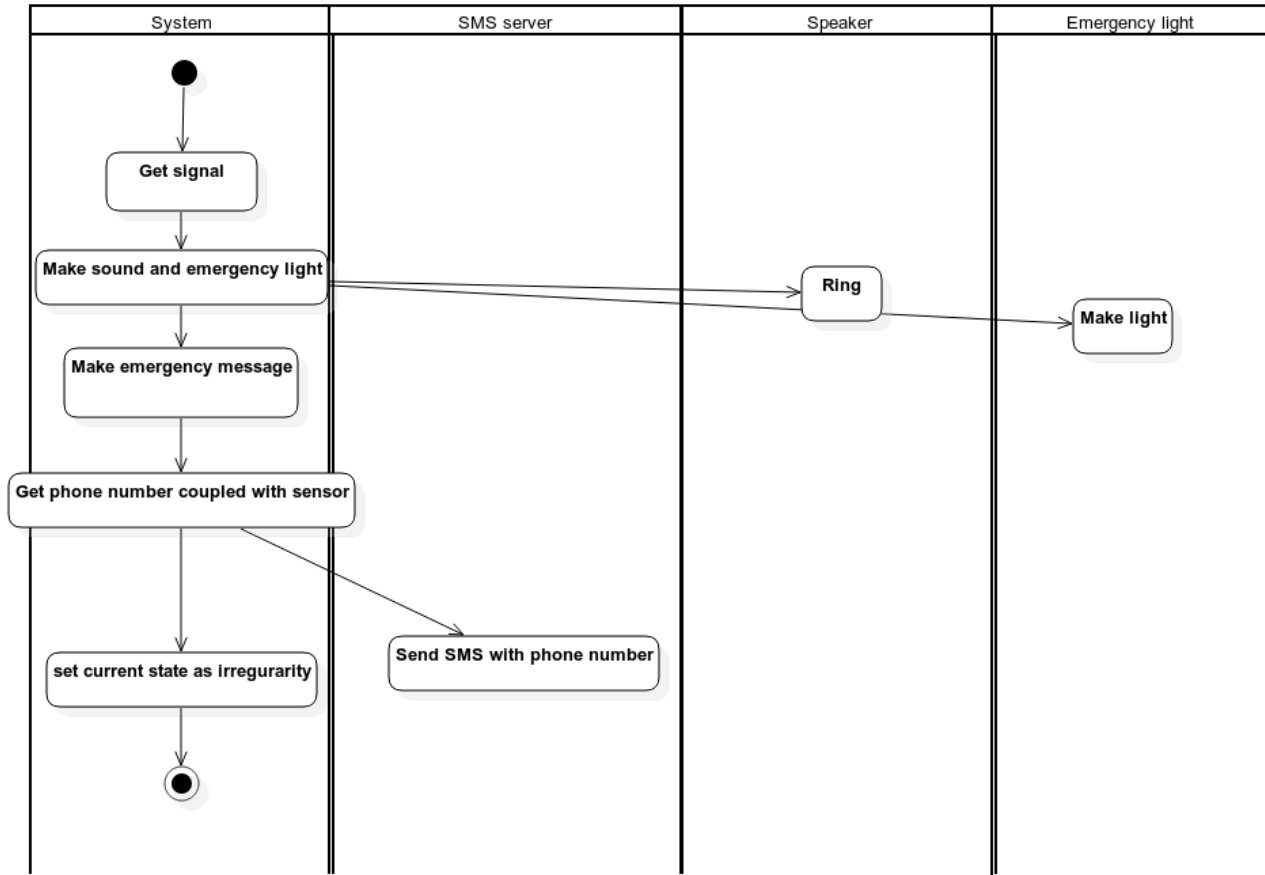 System
SMS server
Speaker
Emergency light
Get signal
Make sound and emergency light
Ring
Make light
Make emergency message
Get phone number coupled with sensor
Send SMS with phone number
set current state as irregurarity